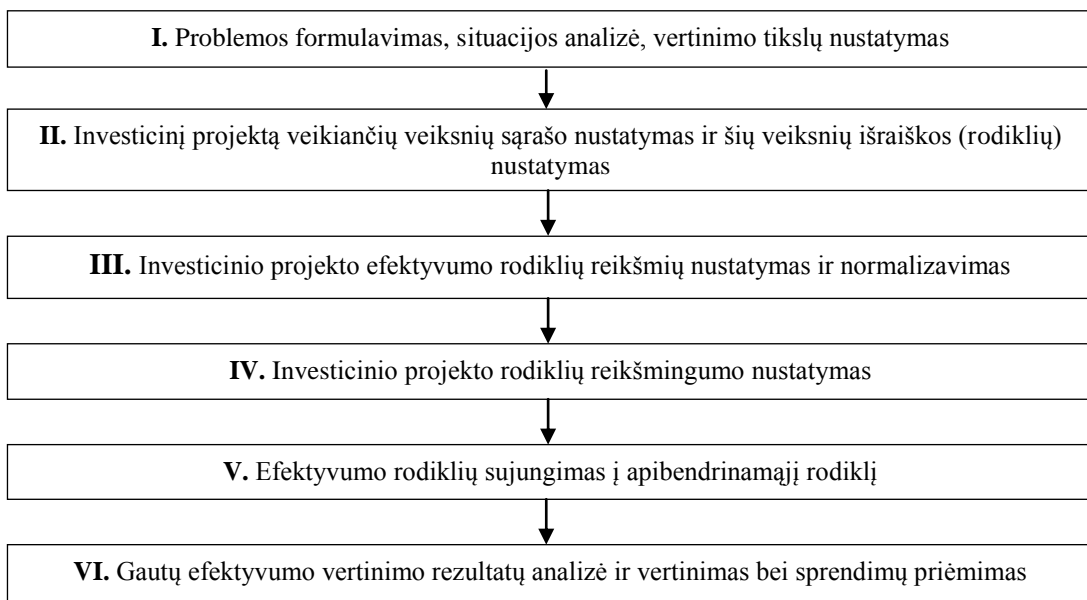 I. Problemos formulavimas, situacijos analizė, vertinimo tikslų nustatymas
II. Investicinį projektą veikiančių veiksnių sąrašo nustatymas ir šių veiksnių išraiškos (rodiklių)
nustatymas
III. Investicinio projekto efektyvumo rodiklių reikšmių nustatymas ir normalizavimas
IV. Investicinio projekto rodiklių reikšmingumo nustatymas
V. Efektyvumo rodiklių sujungimas į apibendrinamąjį rodiklį
VI. Gautų efektyvumo vertinimo rezultatų analizė ir vertinimas bei sprendimų priėmimas